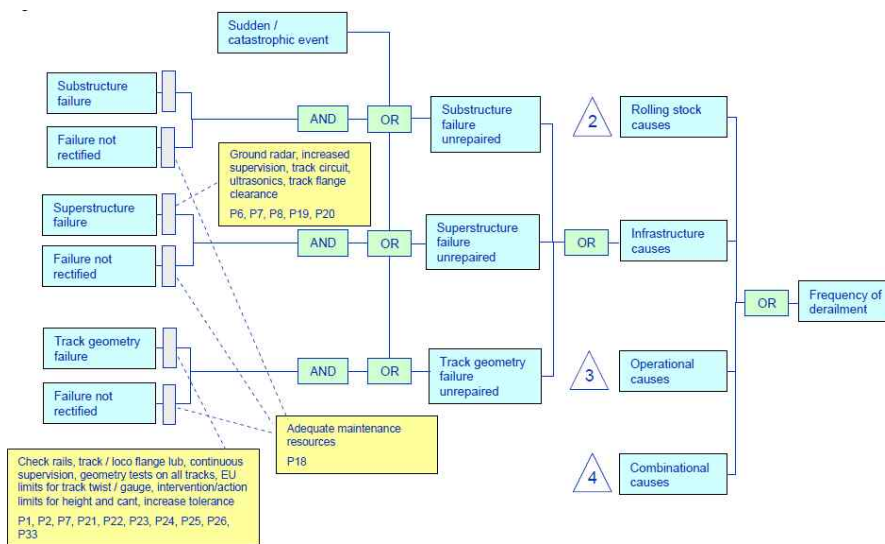 Sudden /
catastrophic event
Substructure
failure
AND
OR
Substructure
failure
unrepaired
2
Rolling stock
causes
Failure not
rectified
Ground radar, increased
supervision, track circuit,
ultrasonics, track flange
clearance
P6, P7, P8, P19, P20
Superstructure
failure
AND
OR
Superstructure
failure
unrepaired
OR
Infrastructure
causes
Failure not
rectified
OR
Frequency of
derailment
Track geometry
failure
AND
OR
Track geometry
failure
unrepaired
3
Operational
causes
Failure not
rectified
Adequate maintenance
resources
P18
Check rails, track / loco flange lub, continuous
supervision, geometry tests on all tracks, EU
limits for track twist / gauge, intervention/action
limits for height and cant, increase tolerance
P1, P2, P7, P21, P22, P23, P24, P25, P26,
P33
4
Combinational
causes